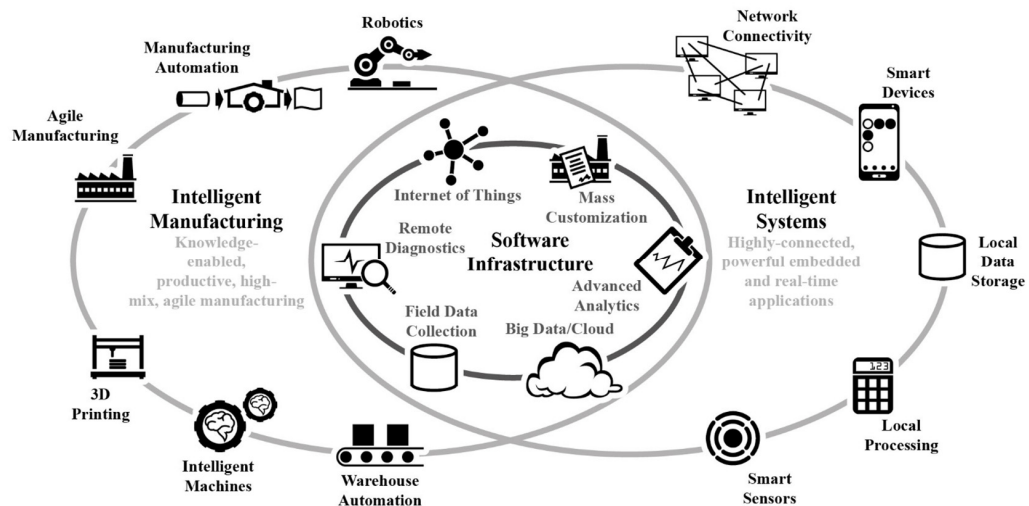 Robotics
Manufacturing
Automation
Agile
Manufacturing
Network
Connectivity
Smart
Devices
Internet of Things
Mass
Customization
Intelligent
Manufacturing
Knowledge-
enabled,
productive, high-
mix, agile manufacturing
Remote
Diagnostics
Software
Infrastructure
Intelligent
Systems
Highly-connected,
powerful embedded
and real-time
applications
Local
Data
Storage
Advanced
Analytics
Field Data
Collection
Big Data/Cloud
3D
Printing
Intelligent
Machines
Warehouse
Automation
Smart
Sensors
123
Local
Processing